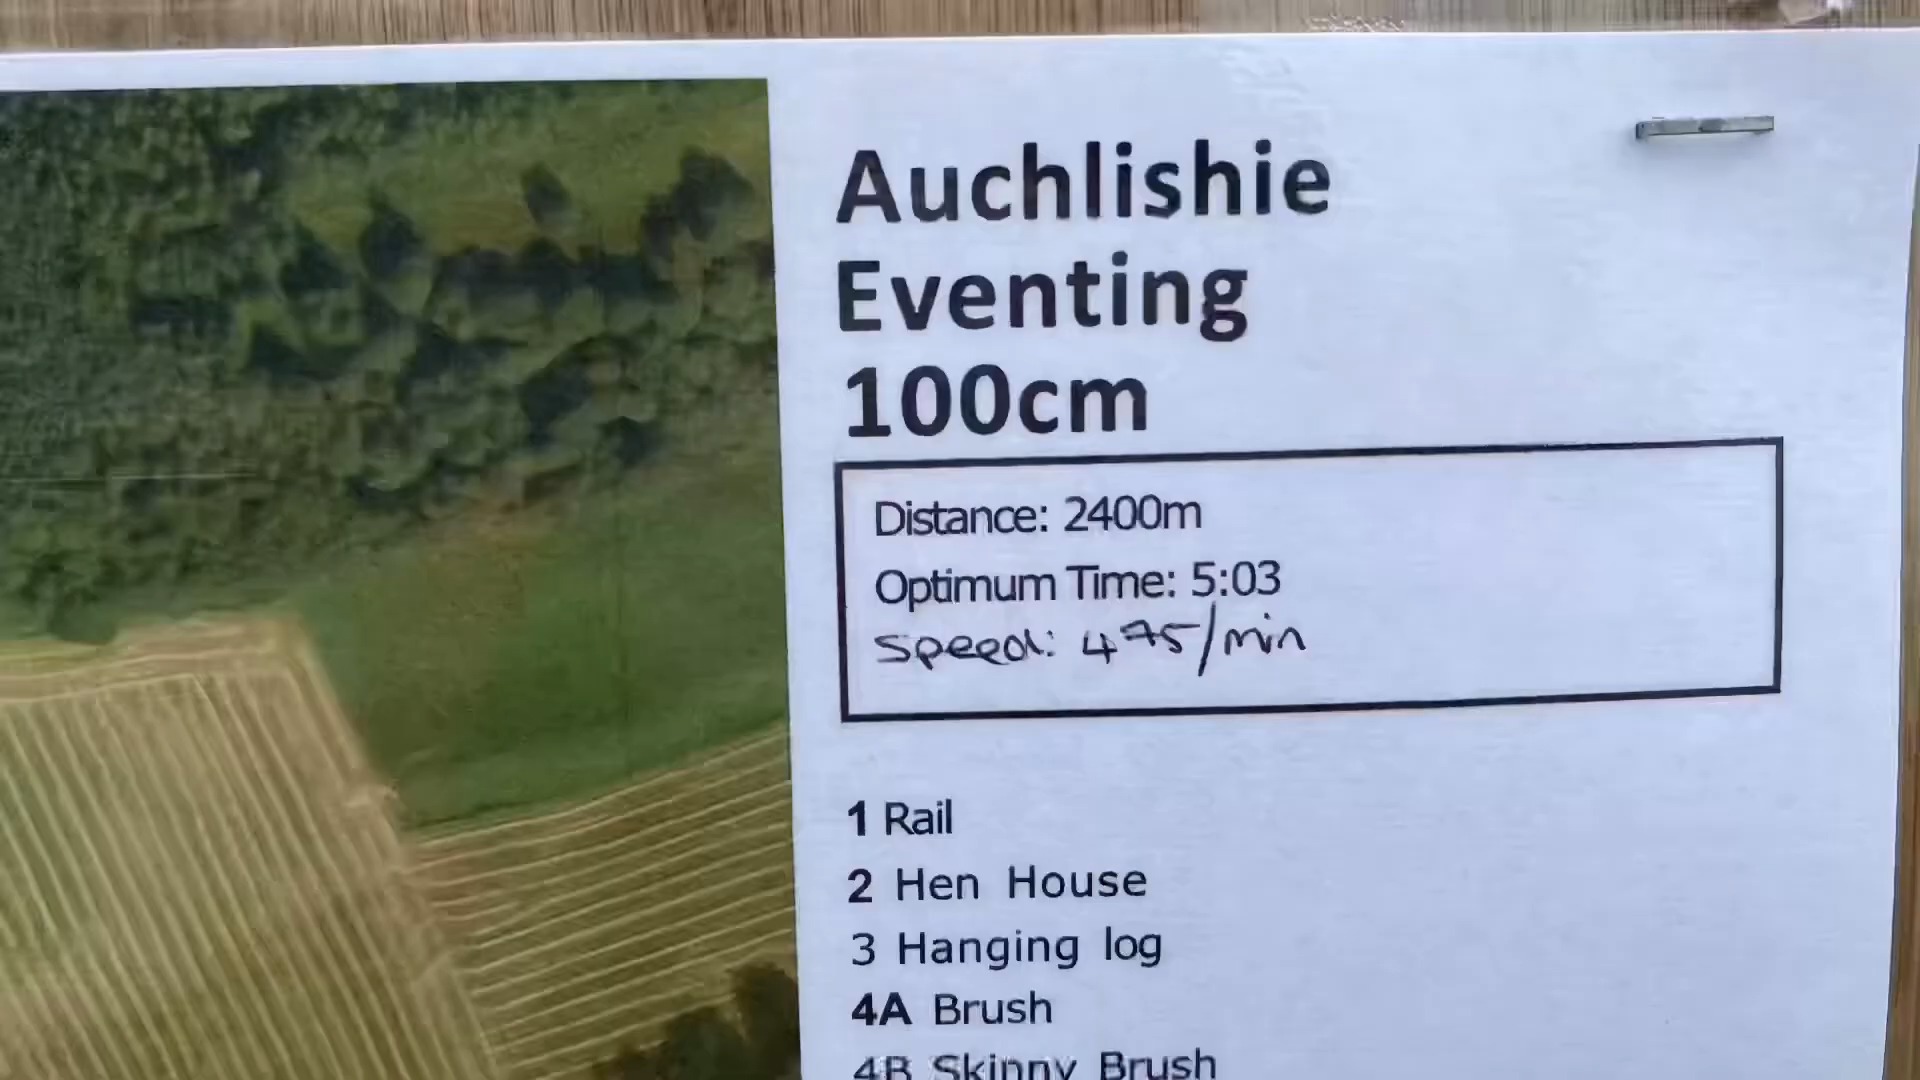 Auchlishie
Eventing
100cm
Distance: 2400m
Optimum Time: 5:03
Speed: 475/min
1 Rail
2 Hen House
3 Hanging log
4A Brush
4B Skinny Brush